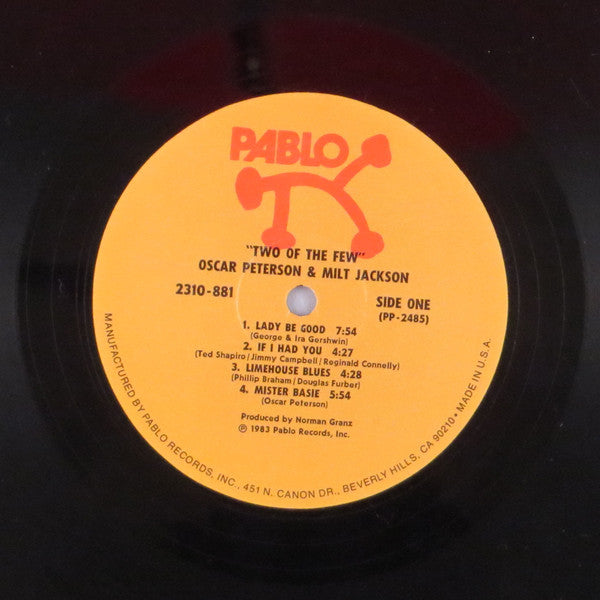 PABLO
"TWO OF THE FEW"
OSCAR PETERSON & MILT JACKSON
2310-881
SIDE ONE
(PP-2485)
1. LADY BE GOOD 7:54
(George & Ira Gershwin)
2. IF I HAD YOU 4:27
(Ted Shapiro/Jimmy Campbell/Reginald Connelly)
3. LIMEHOUSE BLUES 4:28
(Phillip Braham/Douglas Furber)
4. MISTER BASIE 5:54
(Oscar Peterson)
Produced by Norman Granz
℗ 1983 Pablo Records, Inc.
MANUFACTURED BY PABLO RECORDS, INC., 451 N. CANON DR., BEVERLY HILLS, CA 90210 • MADE IN U.S.A.